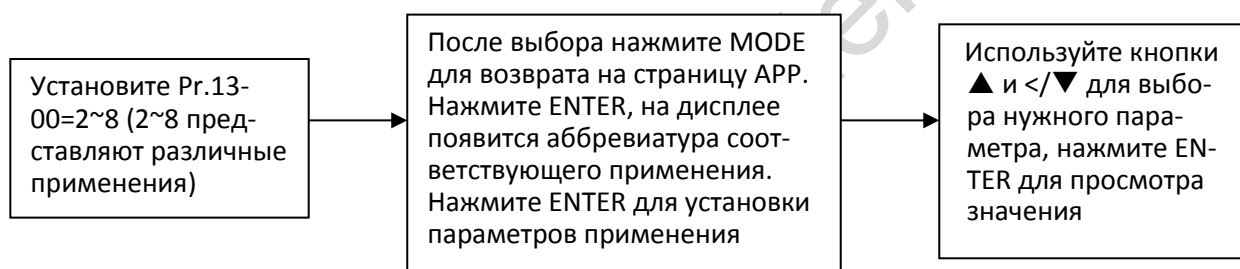 Установите Pr.13-
00=2~8 (2~8 пред-
ставляют различные
применения)
После выбора нажмите MODE
для возврата на страницу APP.
Нажмите ENTER, на дисплее
появится аббревиатура соот-
ветствующего применения.
Нажмите ENTER для установки
параметров применения
Используйте кнопки
▲ и </▼ для выбо-
ра нужного пара-
метра, нажмите EN-
TER для просмотра
значения